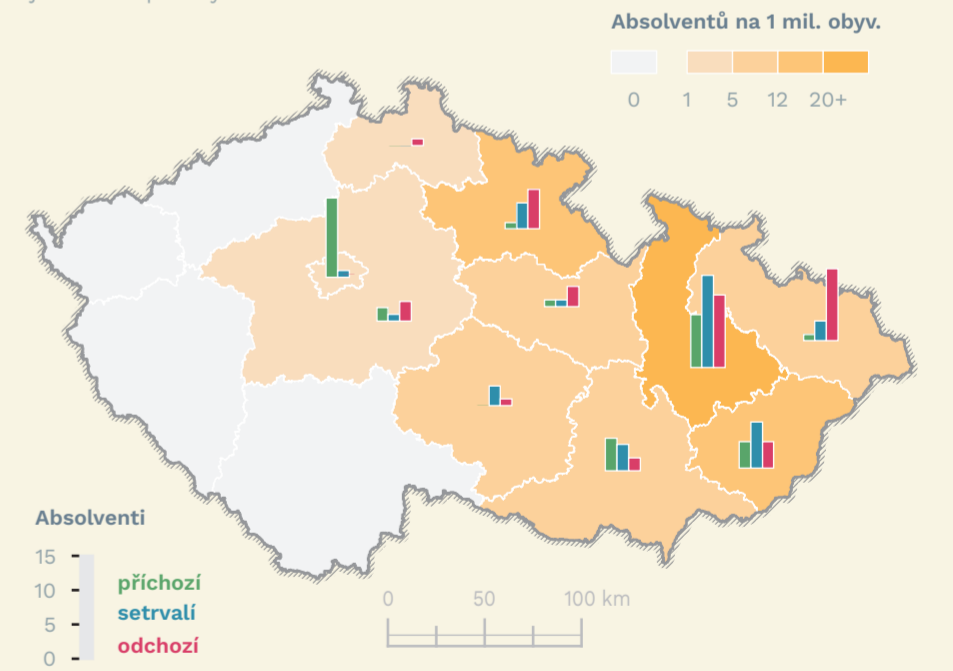 Absolventů na 1 mil. obyv.
0 1 5 12 20+
Absolventi
15
10
5
0
příchozí
setrvalí
odchozí
0 50 100 km